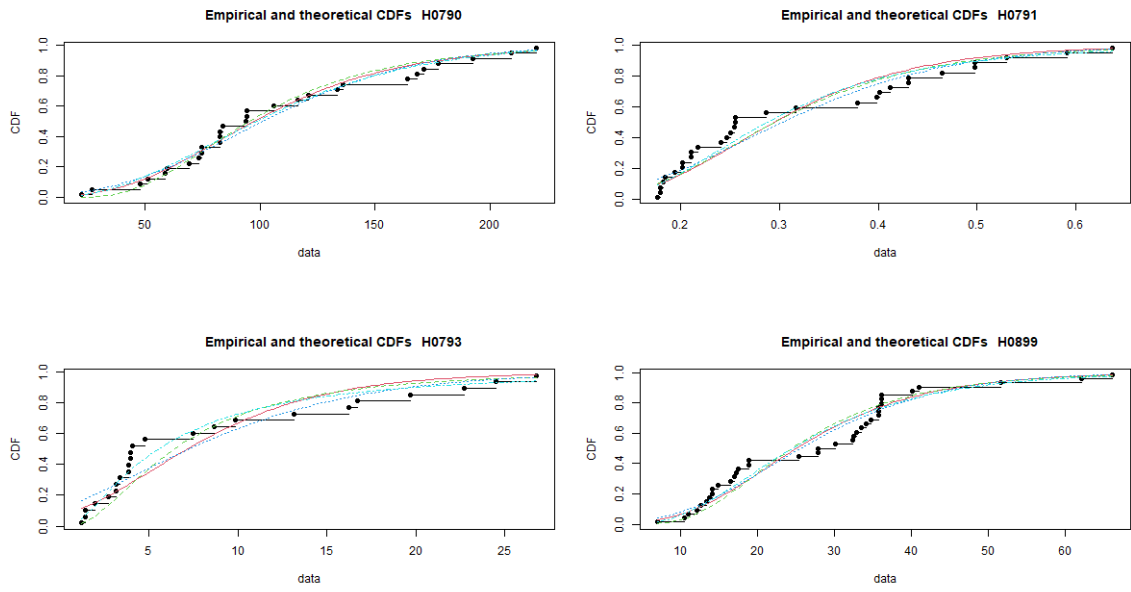 Empirical and theoretical CDFs H0790
CDF
0.0 0.2 0.4 0.6 0.8 1.0
50 100 150 200
data
Empirical and theoretical CDFs H0791
CDF
0.0 0.2 0.4 0.6 0.8 1.0
0.2 0.3 0.4 0.5 0.6
data
Empirical and theoretical CDFs H0793
CDF
0.0 0.2 0.4 0.6 0.8 1.0
5 10 15 20 25
data
Empirical and theoretical CDFs H0899
CDF
0.0 0.2 0.4 0.6 0.8 1.0
10 20 30 40 50 60
data